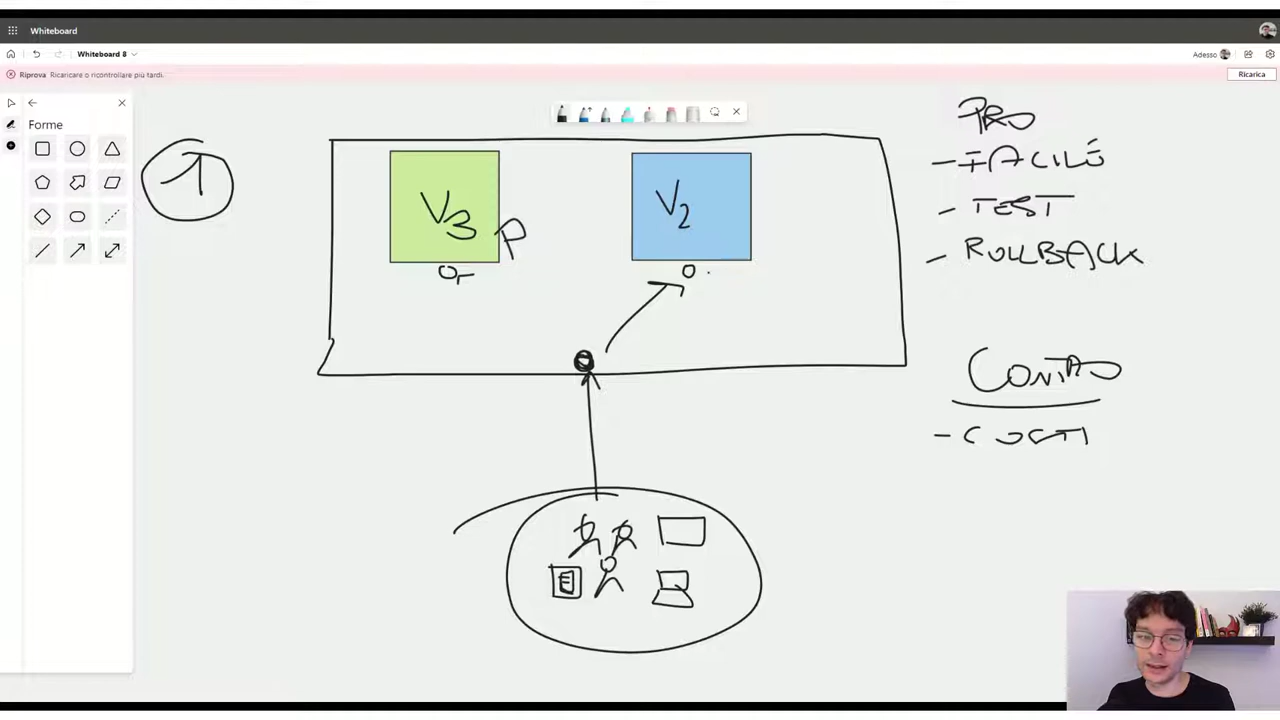 Whiteboard
Whiteboard 8
Adesso
Riprova Ricaricare o ricontrollare più tardi.
Ricarica
Forme
1
V3
P
V2
PRO
- FACILE
- TEST
- ROLLBACK
CONTRO
- COSTI